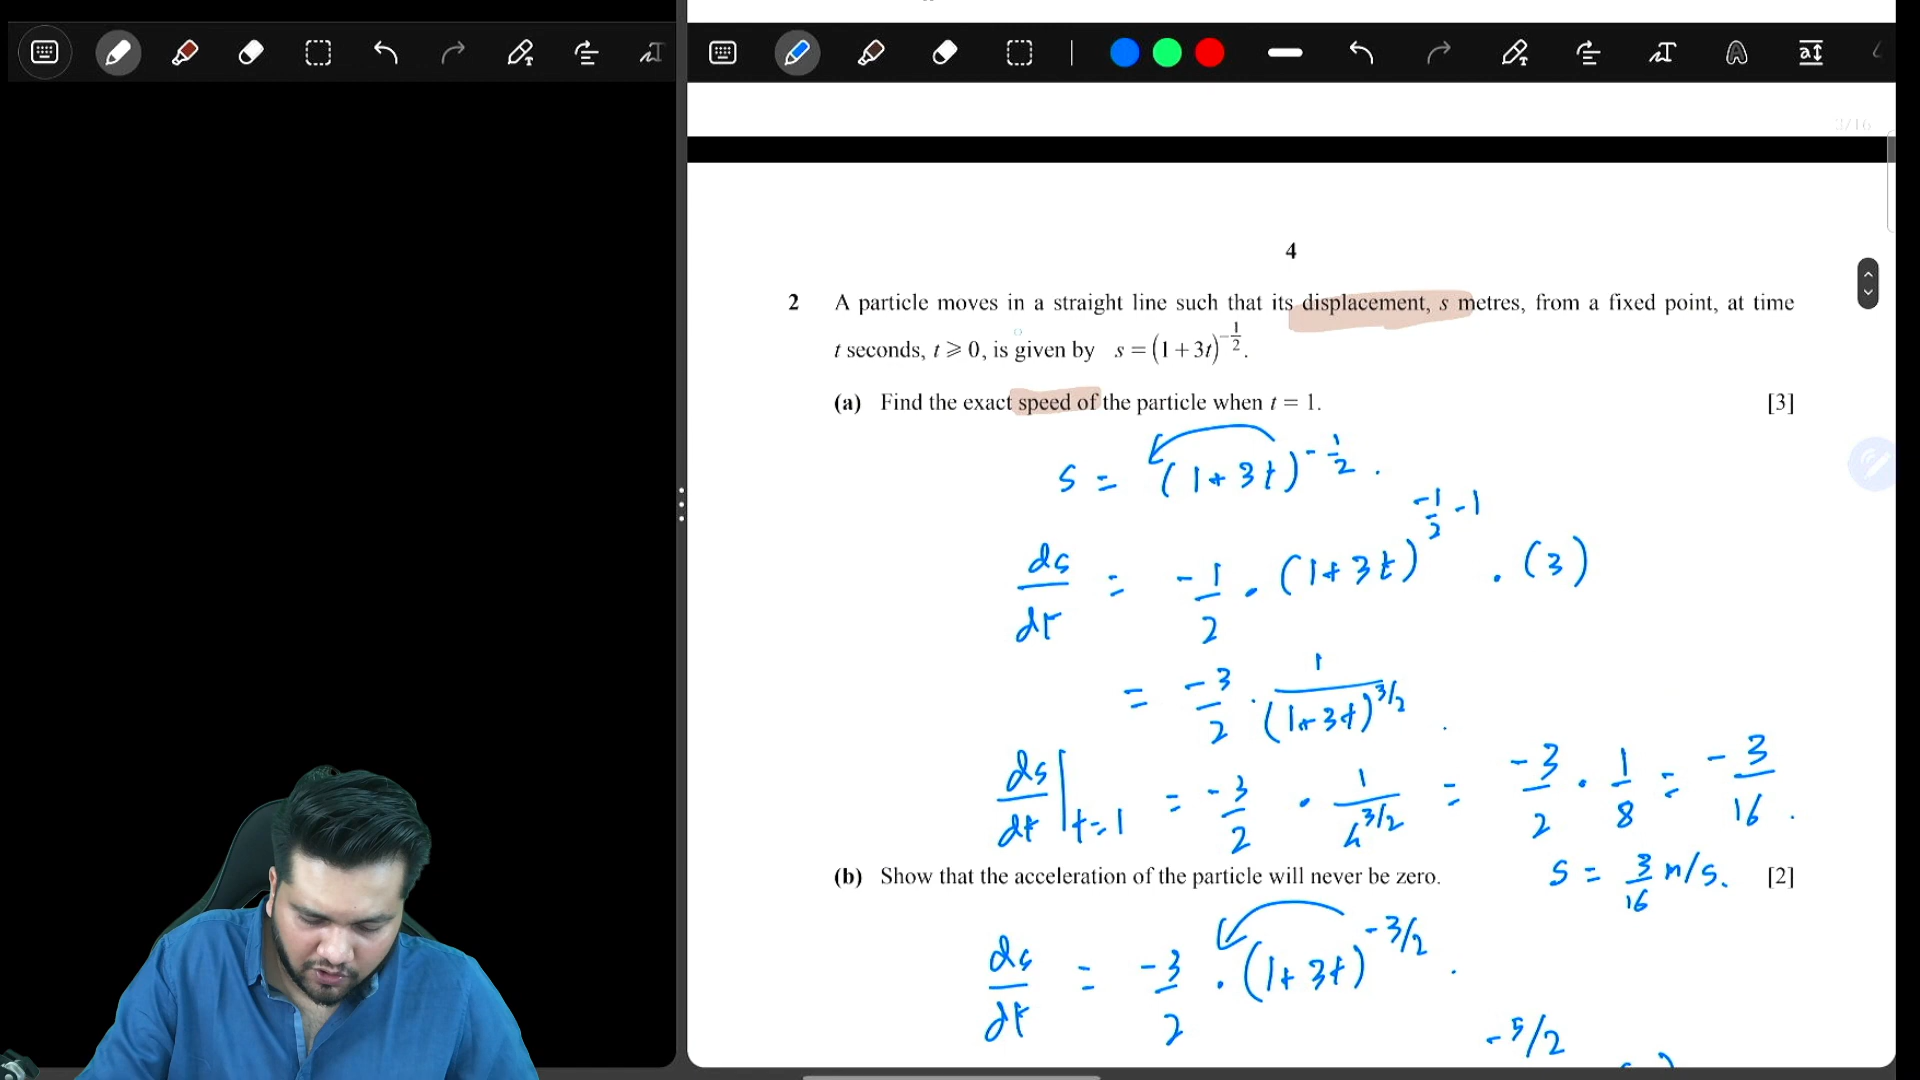 3/16
4
2 A particle moves in a straight line such that its displacement, s metres, from a fixed point, at time
t seconds, t ⩾ 0, is given by s = (1 + 3t)^{-1/2}.
(a) Find the exact speed of the particle when t = 1. [3]
s = (1 + 3t)^{-1/2}.
ds/dt = -1/2 · (1 + 3t)^{-1/2 - 1} · (3)
= -3/2 · 1/(1+3t)^{3/2}.
ds/dt |t=1 = -3/2 · 1/4^{3/2} = -3/2 · 1/8 = -3/16.
(b) Show that the acceleration of the particle will never be zero. [2]
s = 3/16 m/s.
ds/dt = -3/2 · (1 + 3t)^{-3/2}.
-5/2